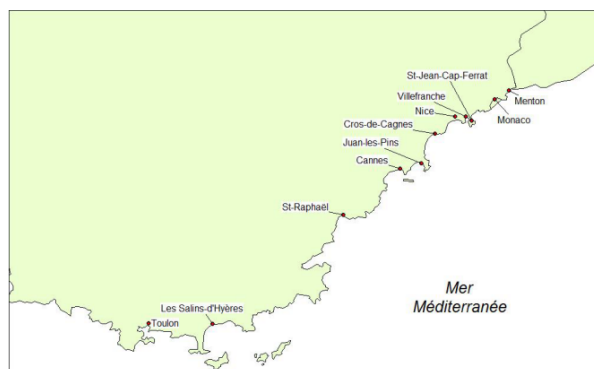 St-Jean-Cap-Ferrat
Villefranche
Menton
Nice
Monaco
Cros-de-Cagnes
Juan-les-Pins
Cannes
St-Raphaël
Mer
Méditerranée
Les Salins-d'Hyères
Toulon